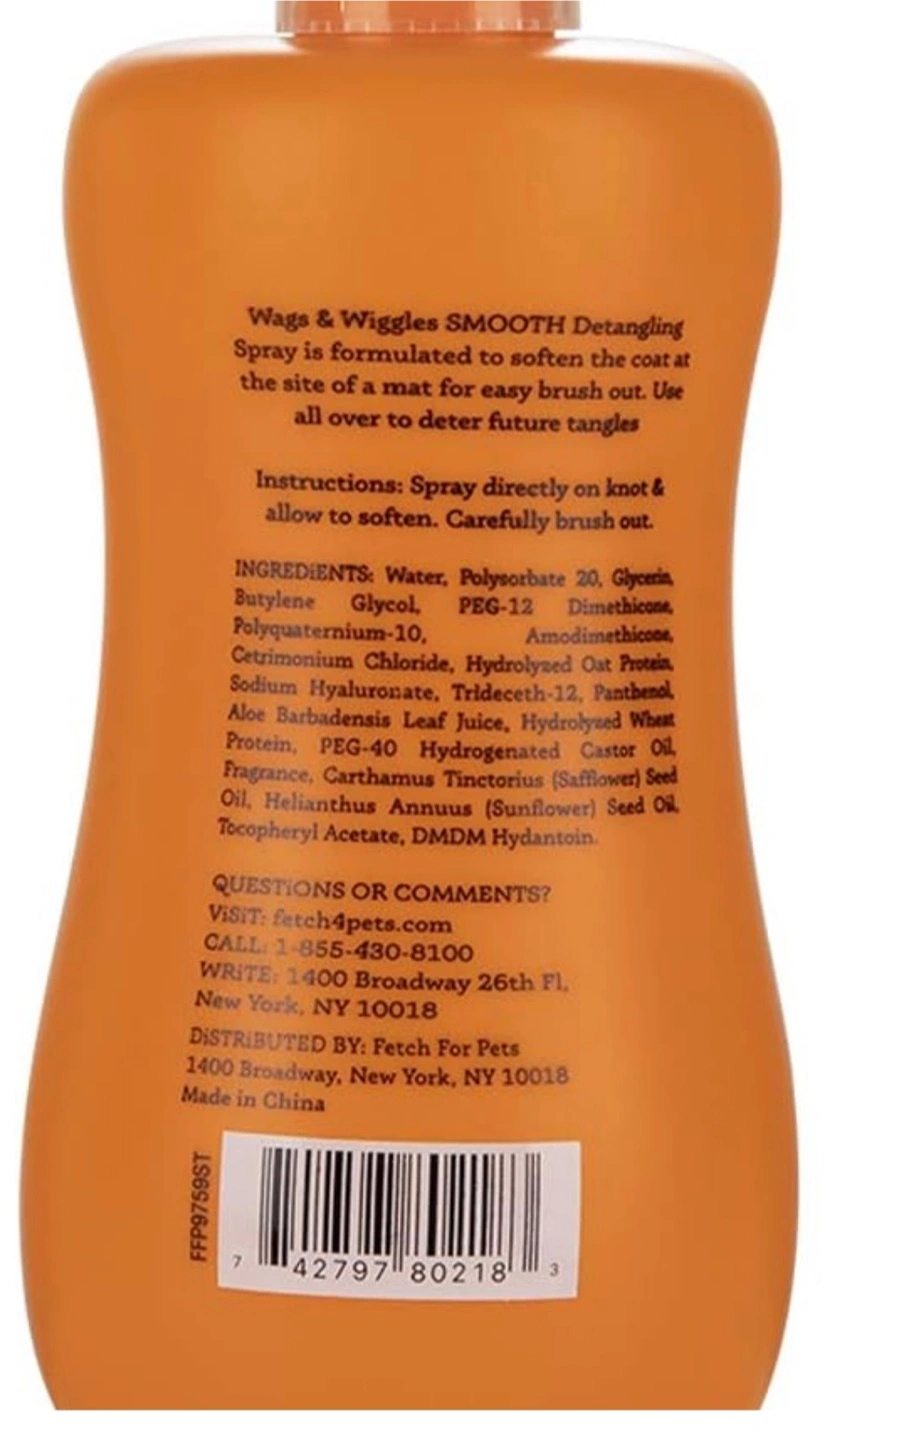 Wags & Wiggles SMOOTH Detangling
Spray is formulated to soften the coat at
the site of a mat for easy brush out. Use
all over to deter future tangles
Instructions: Spray directly on knot &
allow to soften. Carefully brush out.
INGREDiENTS: Water, Polysorbate 20, Glycerin,
Butylene Glycol, PEG-12 Dimethicone,
Polyquaternium-10, Amodimethicone,
Cetrimonium Chloride, Hydrolyzed Oat Protein,
Sodium Hyaluronate, Trideceth-12, Panthenol,
Aloe Barbadensis Leaf Juice, Hydrolyzed Wheat
Protein, PEG-40 Hydrogenated Castor Oil,
Fragrance, Carthamus Tinctorius (Safflower) Seed
Oil, Helianthus Annuus (Sunflower) Seed Oil,
Tocopheryl Acetate, DMDM Hydantoin.
QUESTiONS OR COMMENTS?
ViSiT: fetch4pets.com
CALL: 1-855-430-8100
WRiTE: 1400 Broadway 26th Fl,
New York, NY 10018
DiSTRiBUTED BY: Fetch For Pets
1400 Broadway, New York, NY 10018
Made in China
FFP9759ST
7 42797 80218 3